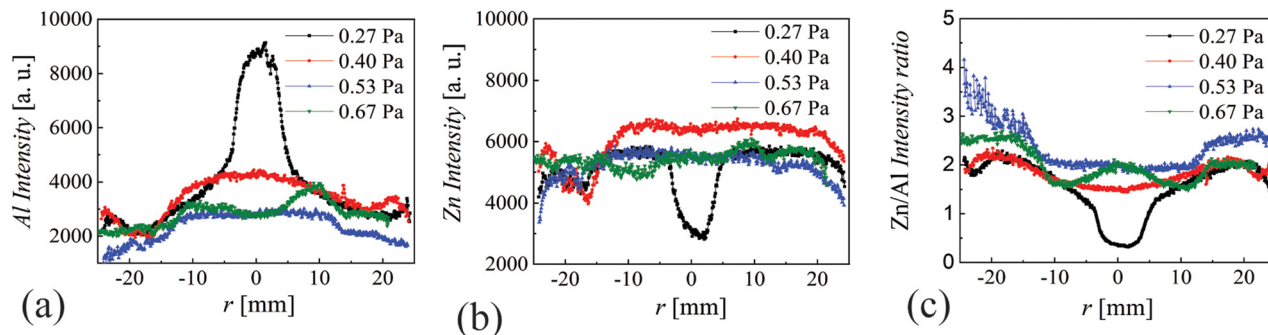 10000
8000
6000
4000
2000
Al Intensity [a. u.]
0.27 Pa
0.40 Pa
0.53 Pa
0.67 Pa
-20 -10 0 10 20
r [mm]
(a)
10000
8000
6000
4000
2000
Zn Intensity [a. u.]
0.27 Pa
0.40 Pa
0.53 Pa
0.67 Pa
-20 -10 0 10 20
r [mm]
(b)
5
4
3
2
1
0
Zn/Al Intensity ratio
0.27 Pa
0.40 Pa
0.53 Pa
0.67 Pa
-20 -10 0 10 20
r [mm]
(c)